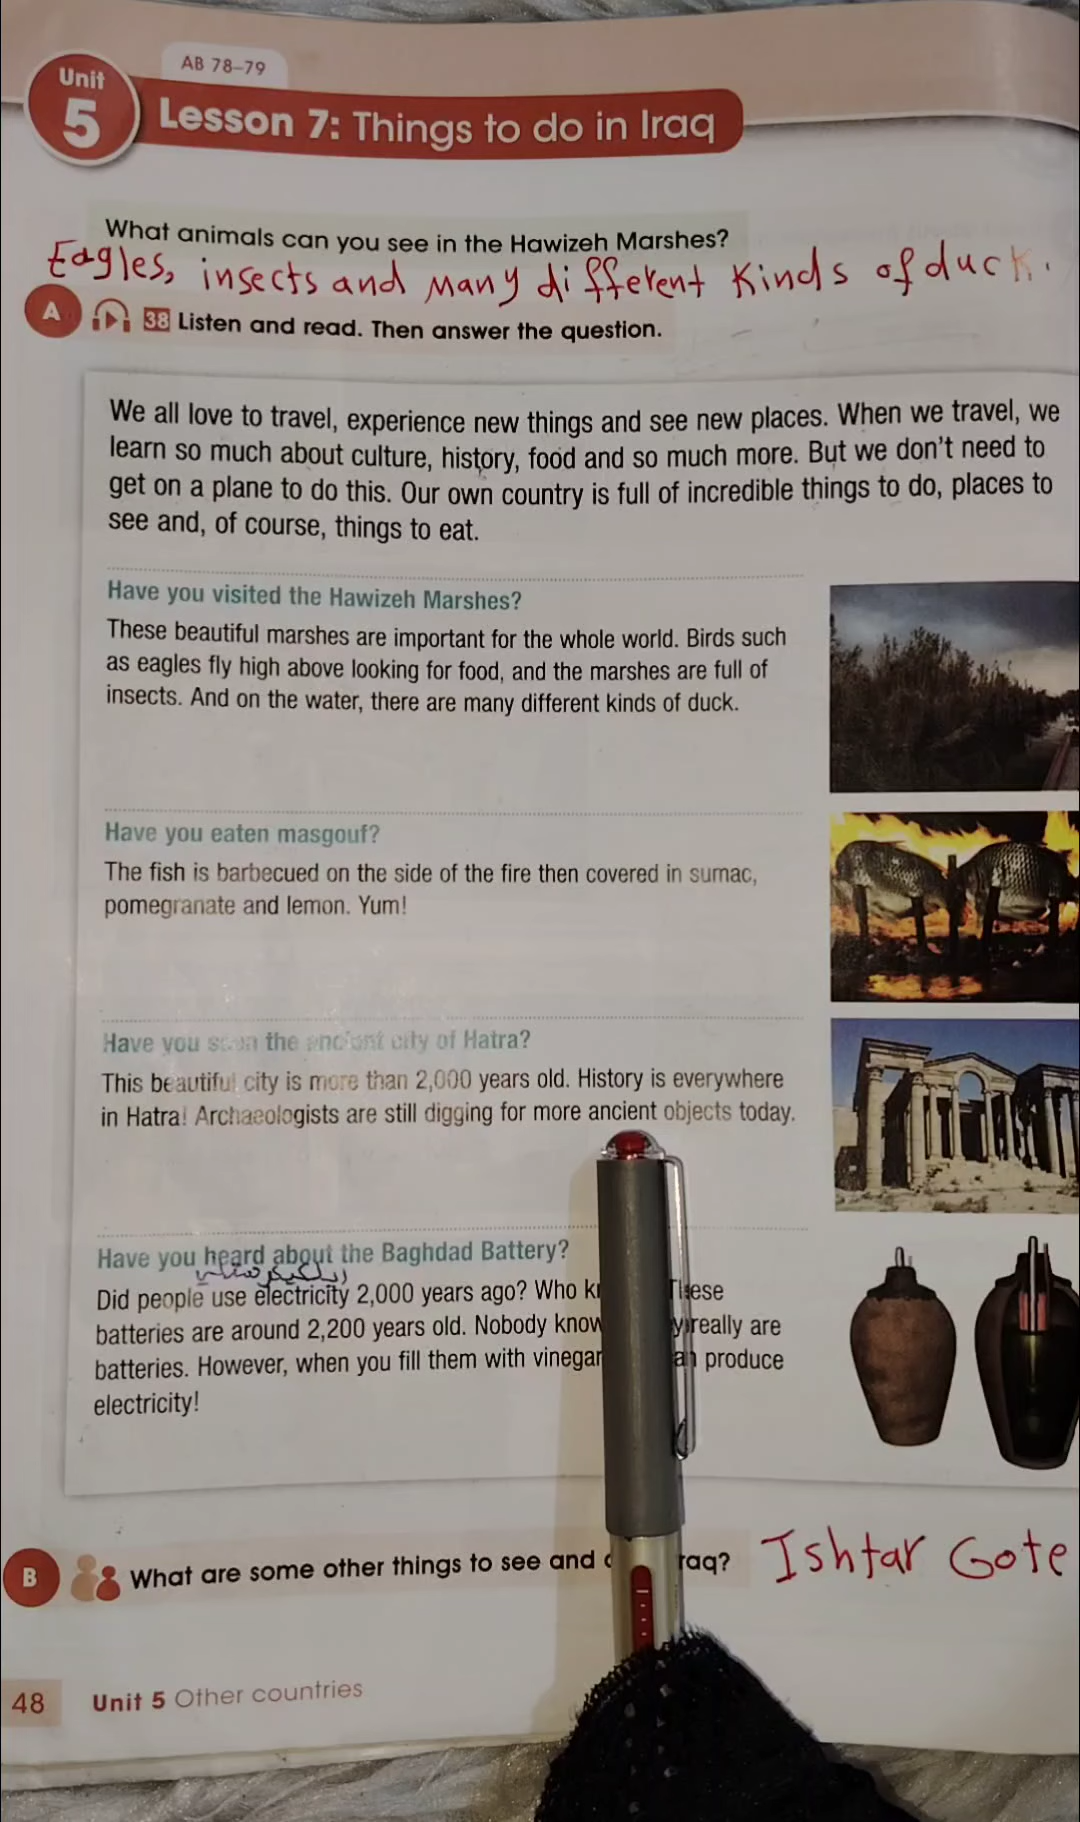 AB 78–79
Unit
5
Lesson 7: Things to do in Iraq
What animals can you see in the Hawizeh Marshes?
Eagles, insects and many different kinds of duck.
A 38 Listen and read. Then answer the question.
We all love to travel, experience new things and see new places. When we travel, we
learn so much about culture, history, food and so much more. But we don't need to
get on a plane to do this. Our own country is full of incredible things to do, places to
see and, of course, things to eat.
Have you visited the Hawizeh Marshes?
These beautiful marshes are important for the whole world. Birds such
as eagles fly high above looking for food, and the marshes are full of
insects. And on the water, there are many different kinds of duck.
Have you eaten masgouf?
The fish is barbecued on the side of the fire then covered in sumac,
pomegranate and lemon. Yum!
Have you seen the ancient city of Hatra?
This beautiful city is more than 2,000 years old. History is everywhere
in Hatra! Archaeologists are still digging for more ancient objects today.
Have you heard about the Baghdad Battery?
Did people use electricity 2,000 years ago? Who
batteries are around 2,200 years old. Nobody really are
batteries. However, when you fill them with vinegar produce
electricity!
B What are some other things to see and
Ishtar Gote
48 Unit 5 Other countries